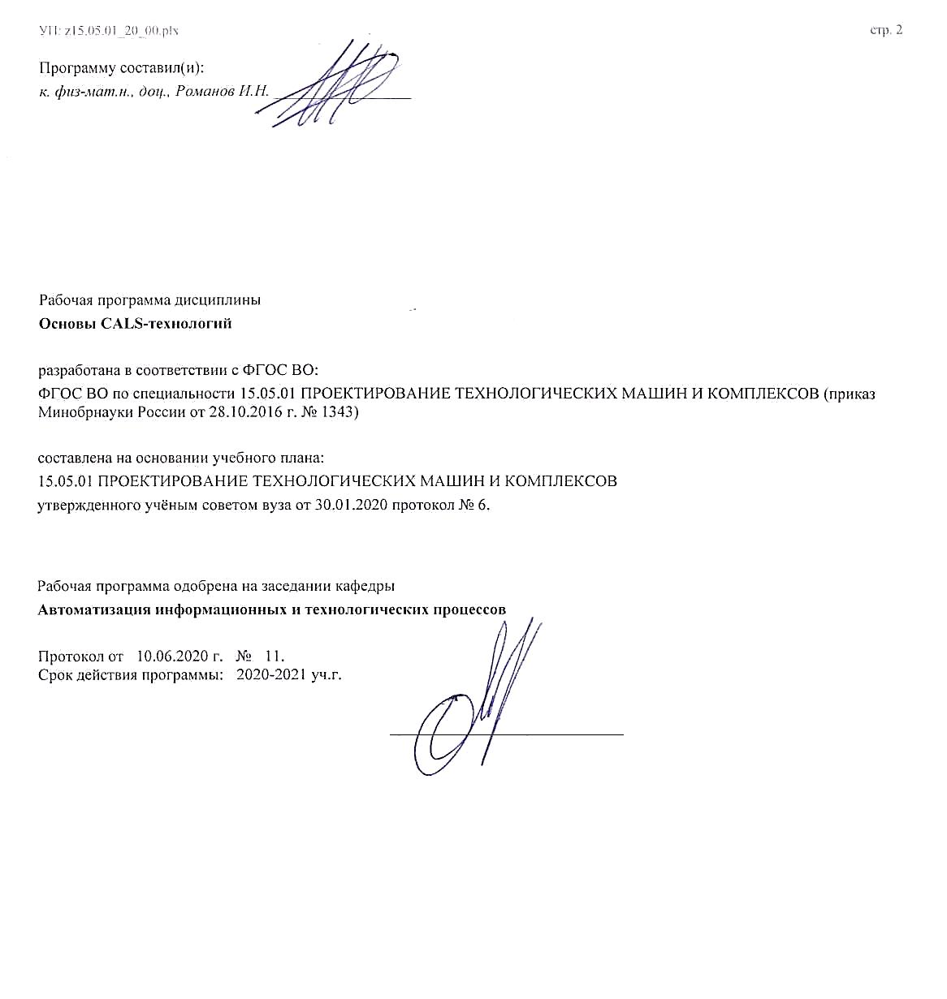 УП: z15.05.01_20_00.plx
стр. 2
Программу составил(и):
к. физ-мат.н., доц., Романов И.Н.
Рабочая программа дисциплины
Основы CALS-технологий
разработана в соответствии с ФГОС ВО:
ФГОС ВО по специальности 15.05.01 ПРОЕКТИРОВАНИЕ ТЕХНОЛОГИЧЕСКИХ МАШИН И КОМПЛЕКСОВ (приказ
Минобрнауки России от 28.10.2016 г. № 1343)
составлена на основании учебного плана:
15.05.01 ПРОЕКТИРОВАНИЕ ТЕХНОЛОГИЧЕСКИХ МАШИН И КОМПЛЕКСОВ
утвержденного учёным советом вуза от 30.01.2020 протокол № 6.
Рабочая программа одобрена на заседании кафедры
Автоматизация информационных и технологических процессов
Протокол от 10.06.2020 г. № 11.
Срок действия программы: 2020-2021 уч.г.